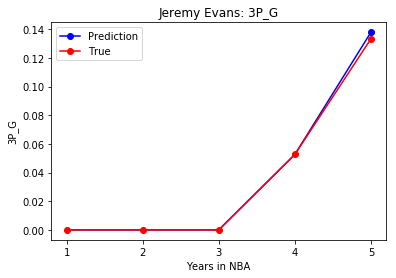 Jeremy Evans: 3P_G
Prediction
True
3P_G
0.14
0.12
0.10
0.08
0.06
0.04
0.02
0.00
1 2 3 4 5
Years in NBA